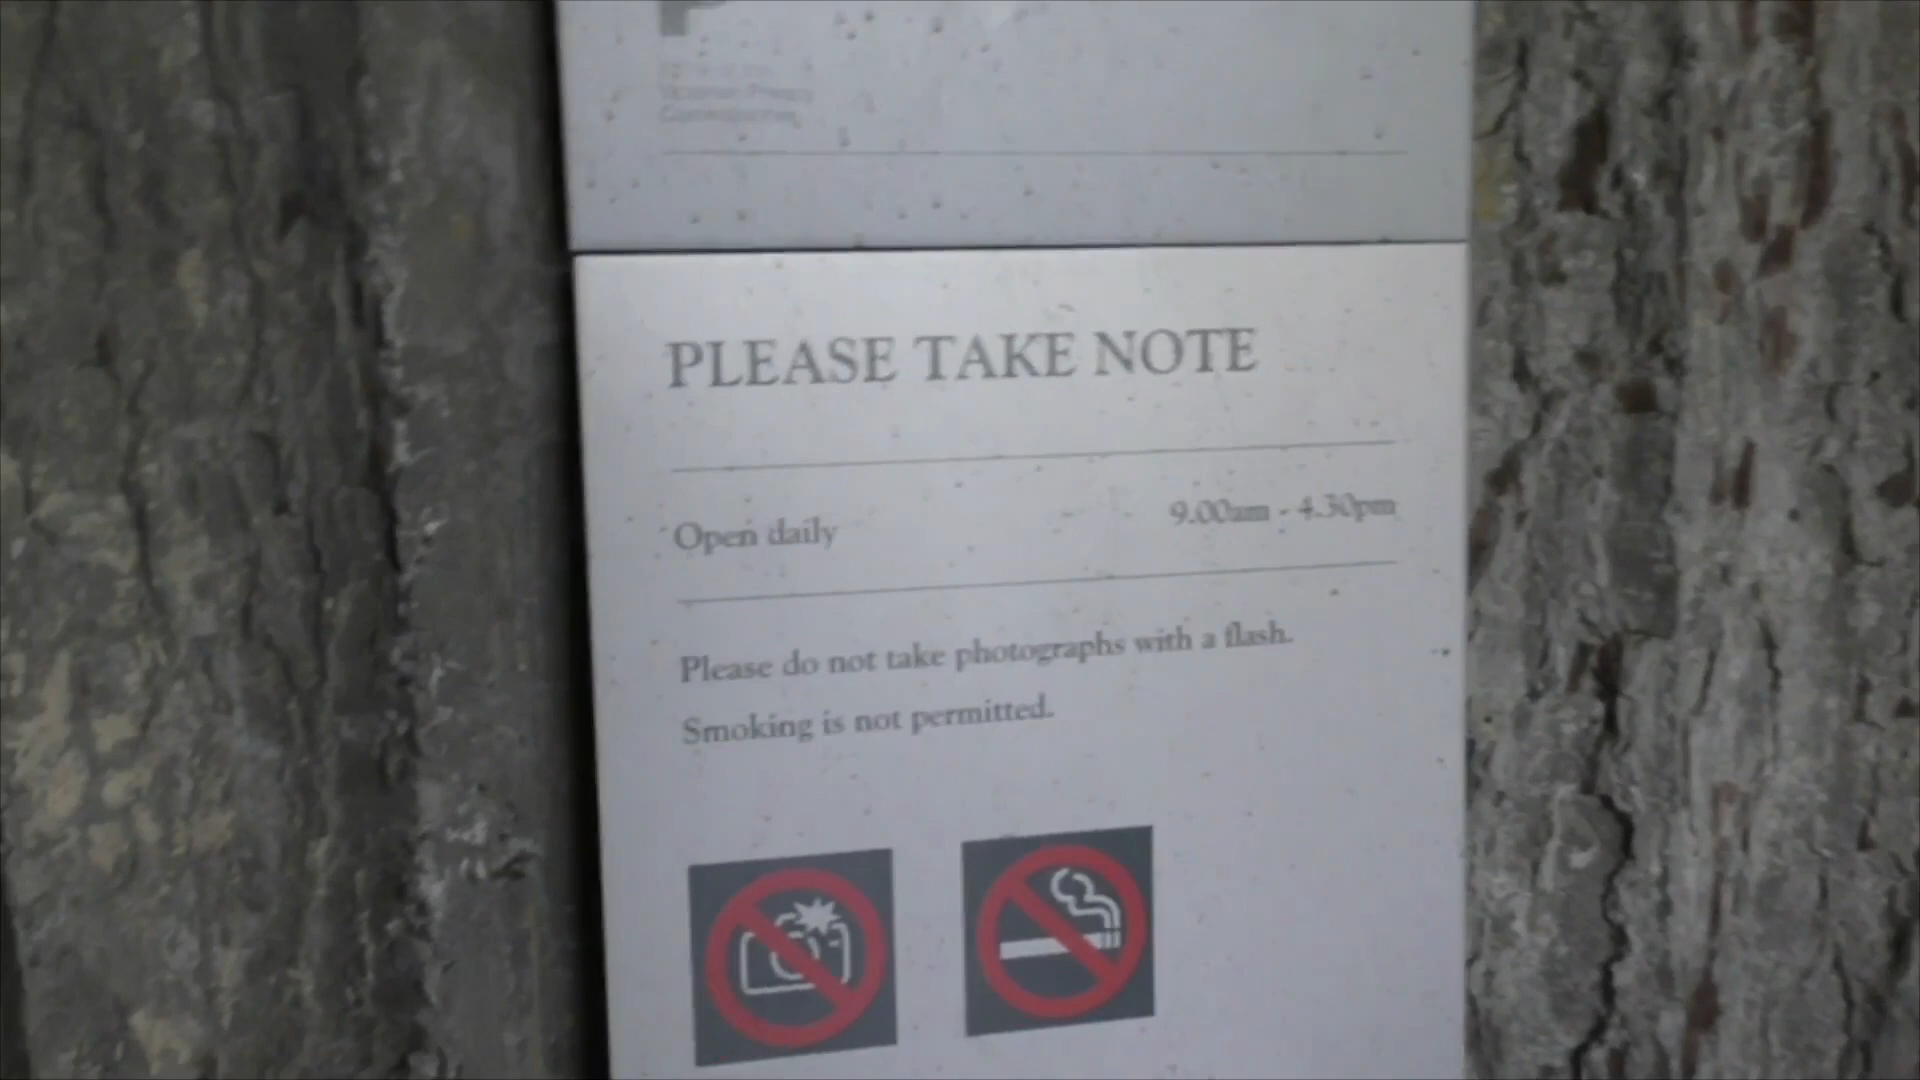 PLEASE TAKE NOTE
Open daily 9.00am - 4.30pm
Please do not take photographs with a flash.
Smoking is not permitted.